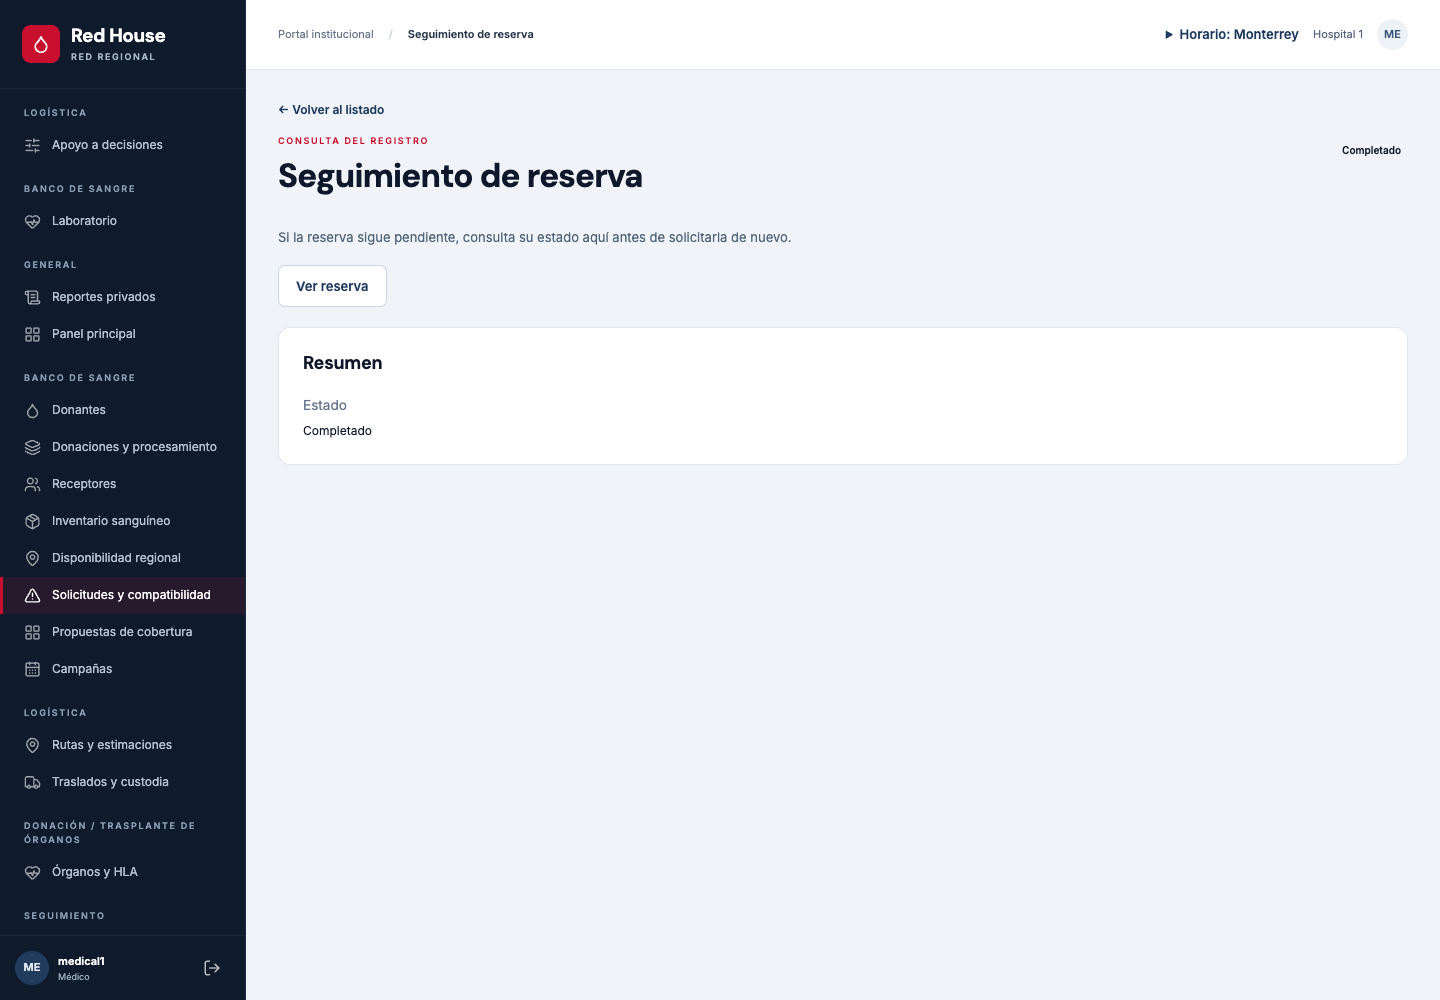 Red House
RED REGIONAL
LOGÍSTICA
Apoyo a decisiones
BANCO DE SANGRE
Laboratorio
GENERAL
Reportes privados
Panel principal
BANCO DE SANGRE
Donantes
Donaciones y procesamiento
Receptores
Inventario sanguíneo
Disponibilidad regional
Solicitudes y compatibilidad
Propuestas de cobertura
Campañas
LOGÍSTICA
Rutas y estimaciones
Traslados y custodia
DONACIÓN / TRASPLANTE DE
ÓRGANOS
Órganos y HLA
SEGUIMIENTO
ME
medical1
Médico
Portal institucional / Seguimiento de reserva
▶ Horario: Monterrey Hospital 1 ME
← Volver al listado
CONSULTA DEL REGISTRO
Completado
Seguimiento de reserva
Si la reserva sigue pendiente, consulta su estado aquí antes de solicitarla de nuevo.
Ver reserva
Resumen
Estado
Completado